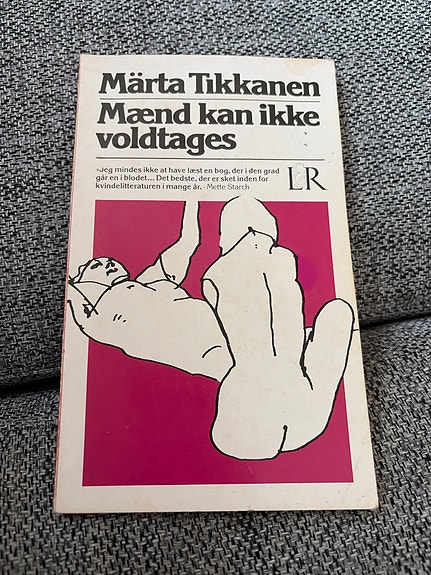 Märta Tikkanen
Mænd kan ikke
voldtages
»Jeg mindes ikke at have læst en bog, der i den grad
går en i blodet... Det bedste, der er sket inden for
kvindelitteraturen i mange år.« Mette Starch
LR